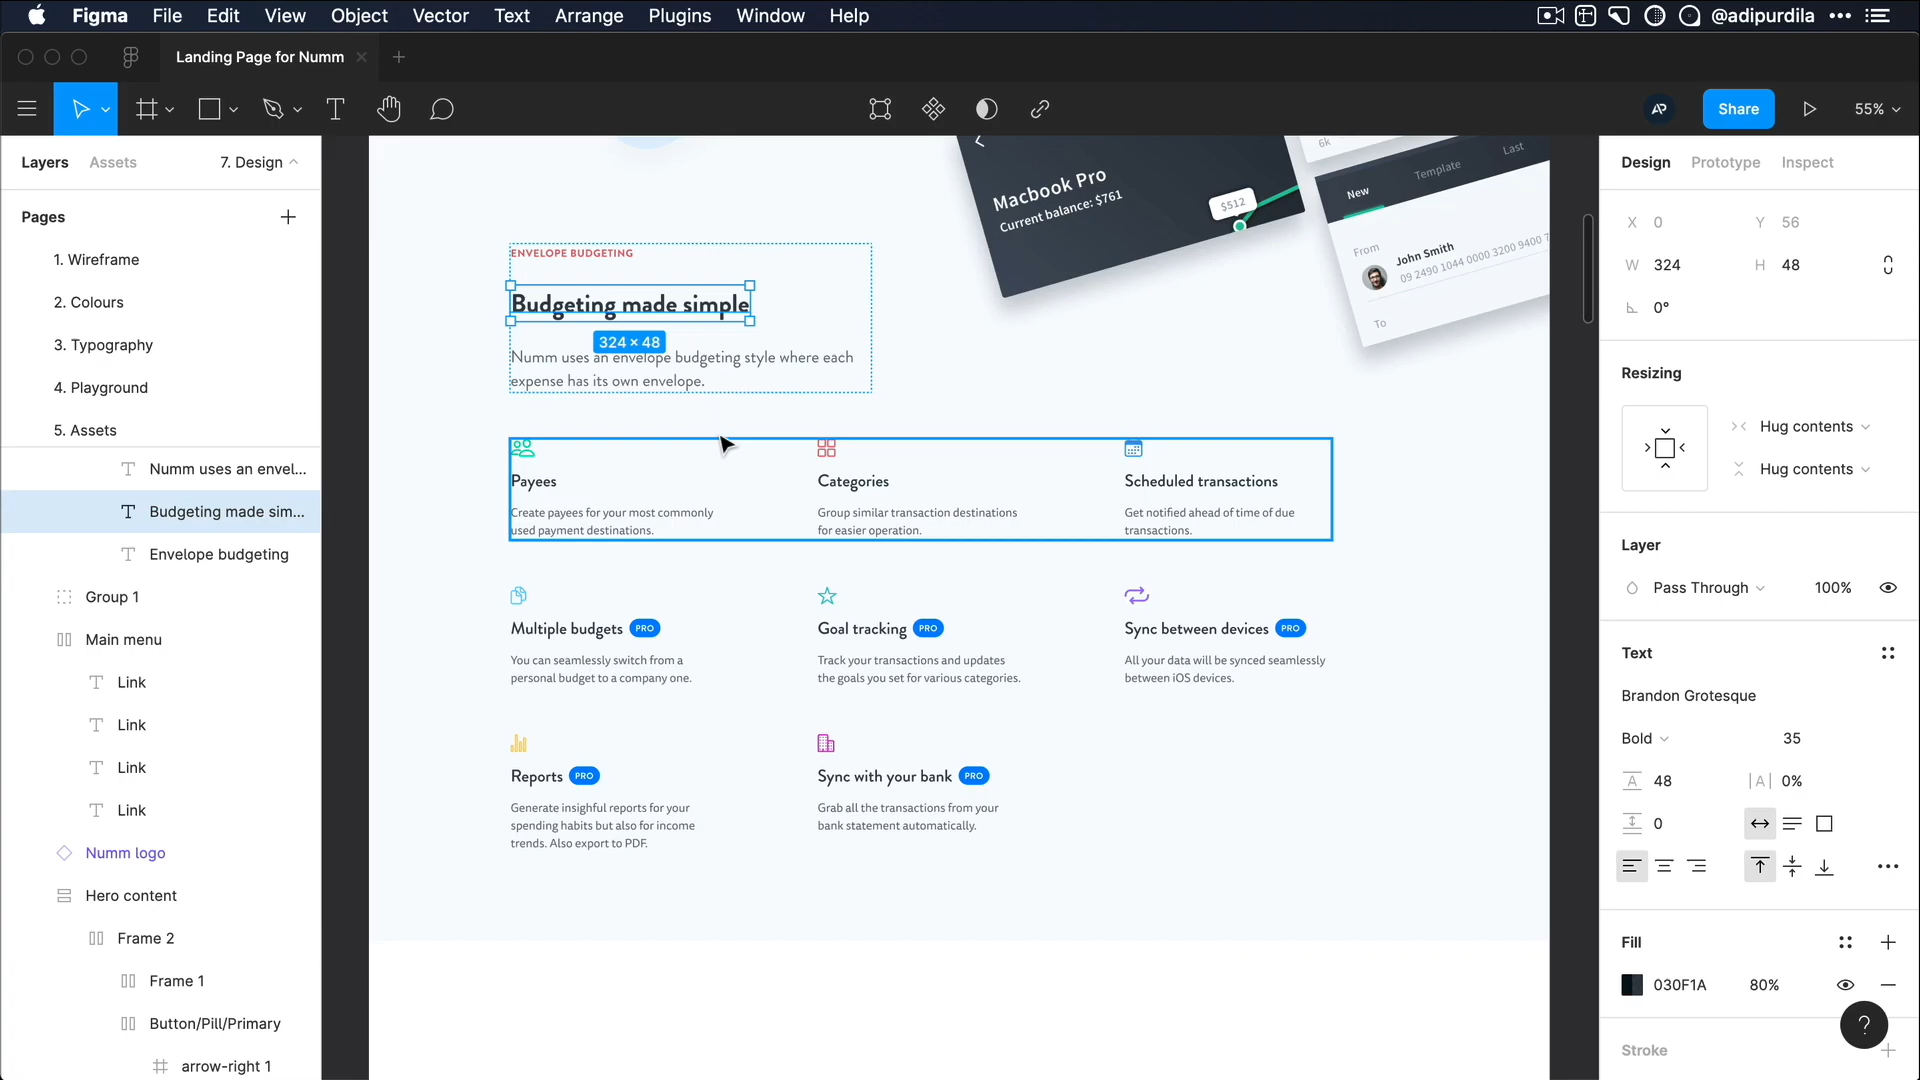 Figma File Edit View Object Vector Text Arrange Plugins Window Help @adipurdila
Landing Page for Numm
AP Share 55%
Layers Assets 7. Design
Pages
1. Wireframe
2. Colours
3. Typography
4. Playground
5. Assets
Numm uses an envel...
Budgeting made sim...
Envelope budgeting
Group 1
Main menu
Link
Link
Link
Link
Numm logo
Hero content
Frame 2
Frame 1
Button/Pill/Primary
arrow-right 1
Macbook Pro
Current balance: $761
$512
6k
New Template Last
From
John Smith
09 2490 1044 0000 3200 9400 7
To
ENVELOPE BUDGETING
Budgeting made simple
324 × 48
Numm uses an envelope budgeting style where each
expense has its own envelope.
Payees
Create payees for your most commonly
used payment destinations.
Categories
Group similar transaction destinations
for easier operation.
Scheduled transactions
Get notified ahead of time of due
transactions.
Multiple budgets PRO
You can seamlessly switch from a
personal budget to a company one.
Goal tracking PRO
Track your transactions and updates
the goals you set for various categories.
Sync between devices PRO
All your data will be synced seamlessly
between iOS devices.
Reports PRO
Generate insighful reports for your
spending habits but also for income
trends. Also export to PDF.
Sync with your bank PRO
Grab all the transactions from your
bank statement automatically.
Design Prototype Inspect
X 0 Y 56
W 324 H 48
0°
Resizing
Hug contents
Hug contents
Layer
Pass Through 100%
Text
Brandon Grotesque
Bold 35
A 48 |A| 0%
0
Fill
030F1A 80%
?
Stroke